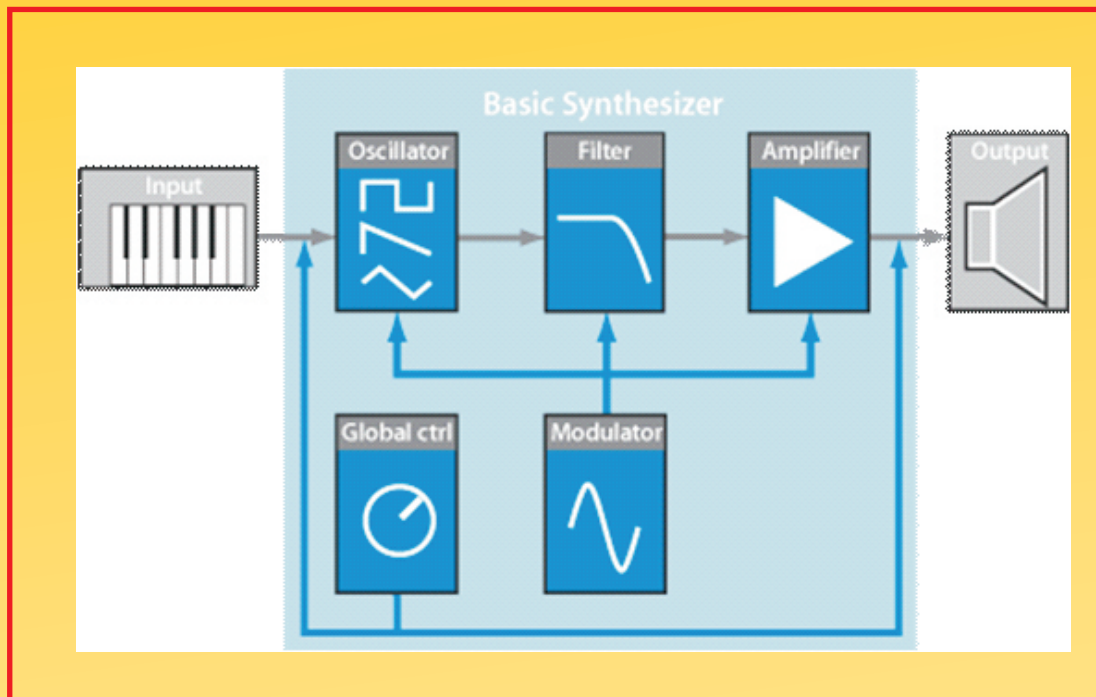 Basic Synthesizer
Input
Oscillator
Filter
Amplifier
Output
Global ctrl
Modulator